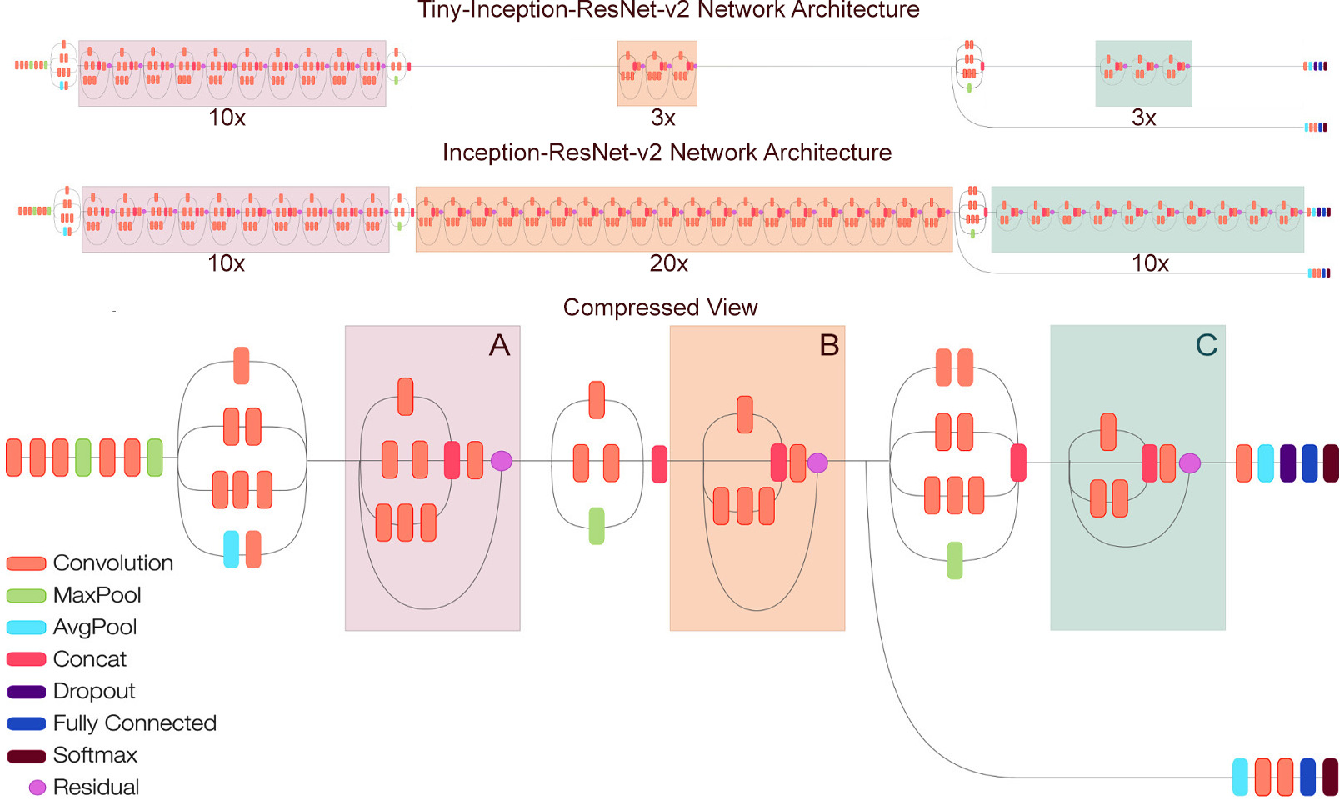 Tiny-Inception-ResNet-v2 Network Architecture
10x
3x
3x
Inception-ResNet-v2 Network Architecture
10x
20x
10x
Compressed View
A
B
C
Convolution
MaxPool
AvgPool
Concat
Dropout
Fully Connected
Softmax
Residual